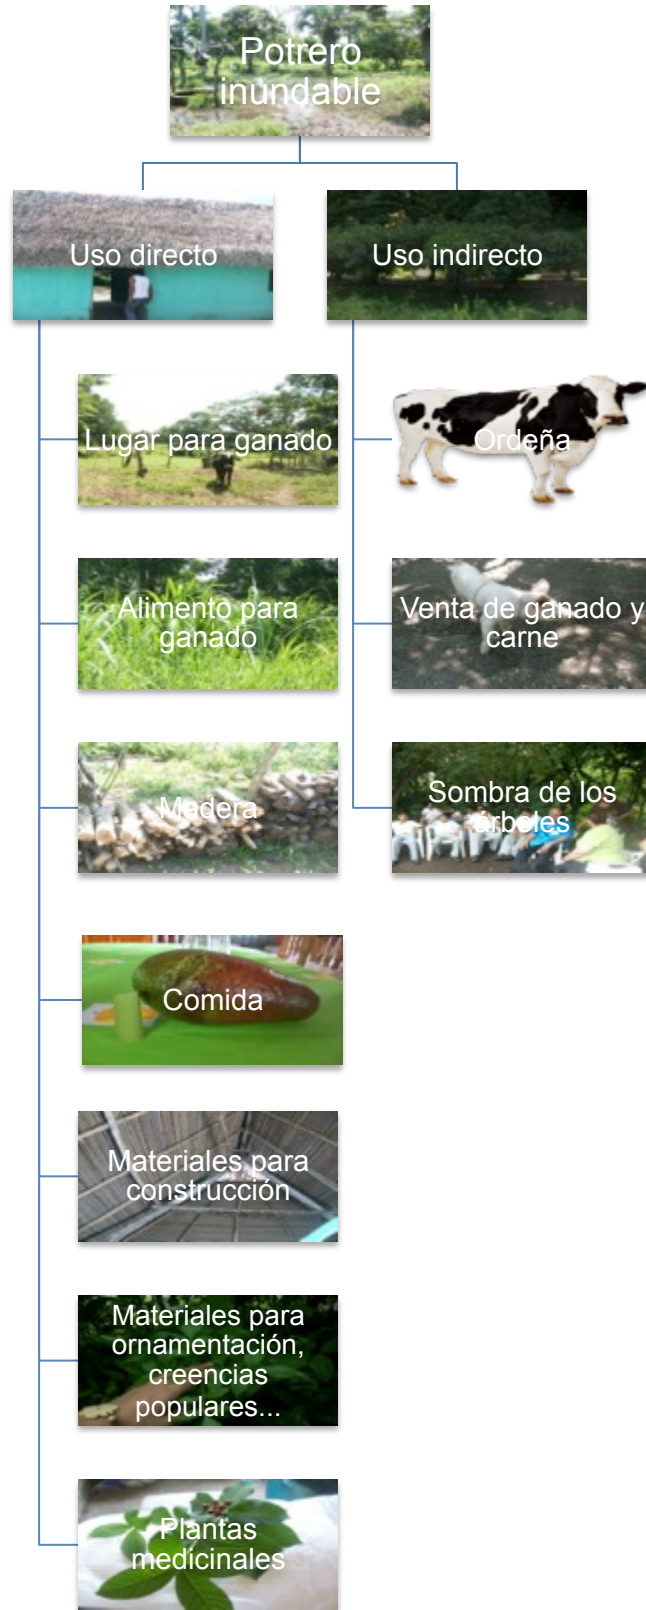 Potrero
inundable
Uso directo
Uso indirecto
Lugar para ganado
Alimento para
ganado
Madera
Comida
Materiales para
construcción
Materiales para
ornamentación,
creencias
populares...
Plantas
medicinales
Ordeña
Venta de ganado y
carne
Sombra de los
árboles